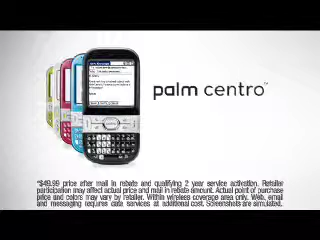 palm centro™
*$49.99 price after mail in rebate and qualifying 2 year service activation. Retailer
participation may affect actual price and mail in rebate amount. Actual point of purchase
price and colors may vary by retailer. Within wireless coverage area only. Web, email
and messaging requires data services at additional cost. Screenshots are simulated.